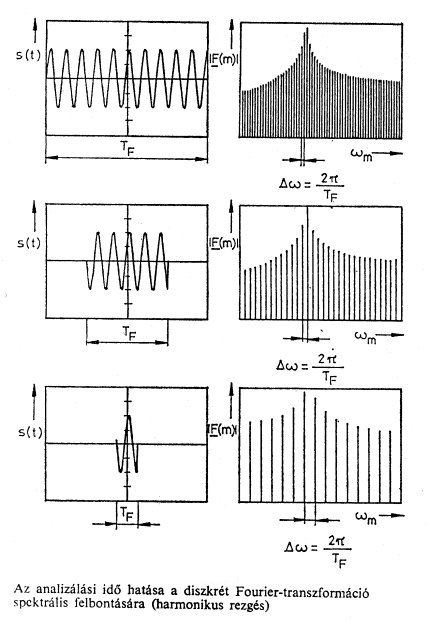 s(t)
|F(m)|
T_F
ω_m
Δω = 2π/T_F
s(t)
|F(m)|
T_F
ω_m
Δω = 2π/T_F
s(t)
|F(m)|
T_F
ω_m
Δω = 2π/T_F
Az analizálási idő hatása a diszkrét Fourier-transzformáció
spektrális felbontására (harmonikus rezgés)